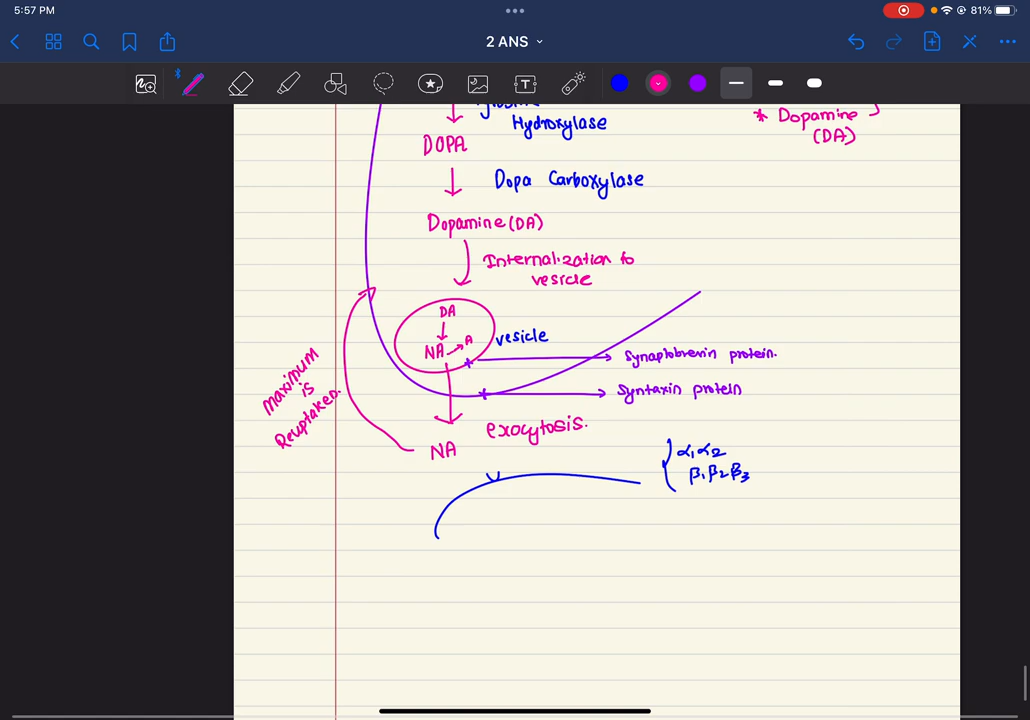 5:57 PM
81%
2 ANS
Hydroxylase
* Dopamine
(DA)
DOPA
Dopa Carboxylase
Dopamine (DA)
Internalization to
vesicle
DA
NA → A
vesicle
Synaptobrevin protein.
Syntaxin protein
Maximum
is
Reuptaken.
exocytosis.
NA
α₁ α₂
β₁ β₂ β₃